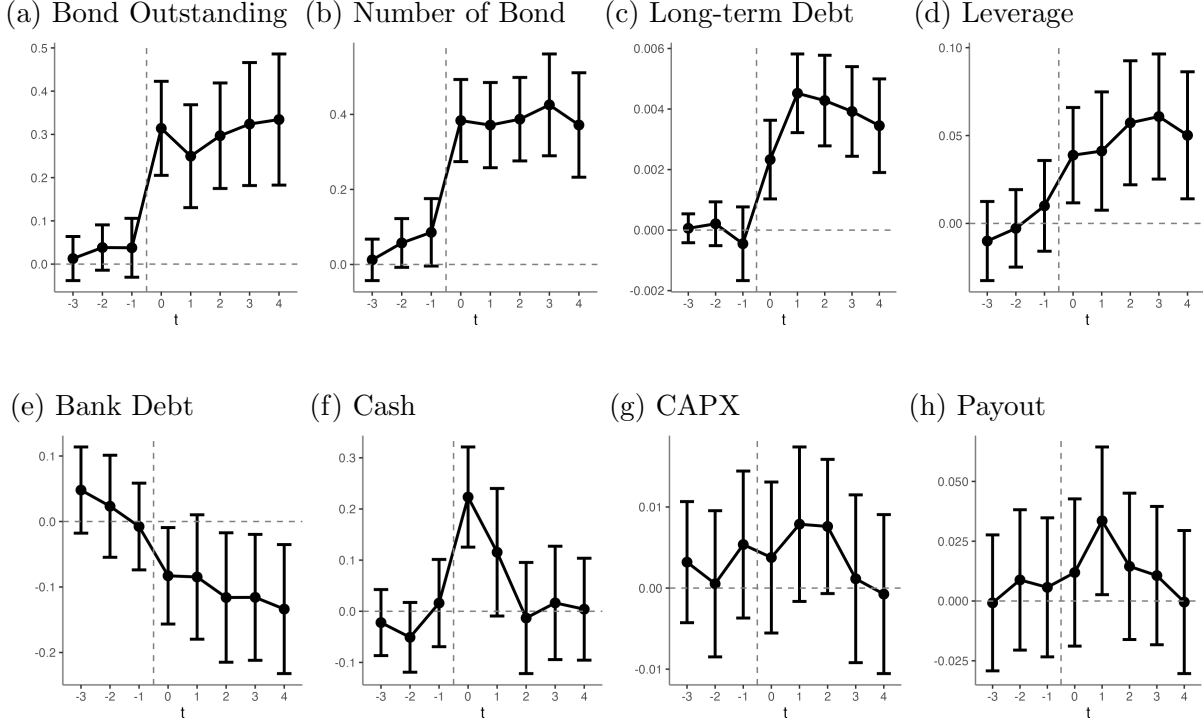 (a) Bond Outstanding
(b) Number of Bond
(c) Long-term Debt
(d) Leverage
0.5
0.4
0.3
0.2
0.1
0.0
-3 -2 -1 0 1 2 3 4
t
0.4
0.2
0.0
-3 -2 -1 0 1 2 3 4
t
0.006
0.004
0.002
0.000
-0.002
-3 -2 -1 0 1 2 3 4
t
0.10
0.05
0.00
-3 -2 -1 0 1 2 3 4
t
(e) Bank Debt
(f) Cash
(g) CAPX
(h) Payout
0.1
0.0
-0.1
-0.2
-3 -2 -1 0 1 2 3 4
t
0.3
0.2
0.1
0.0
-0.1
-3 -2 -1 0 1 2 3 4
t
0.01
0.00
-0.01
-3 -2 -1 0 1 2 3 4
t
0.050
0.025
0.000
-0.025
-3 -2 -1 0 1 2 3 4
t